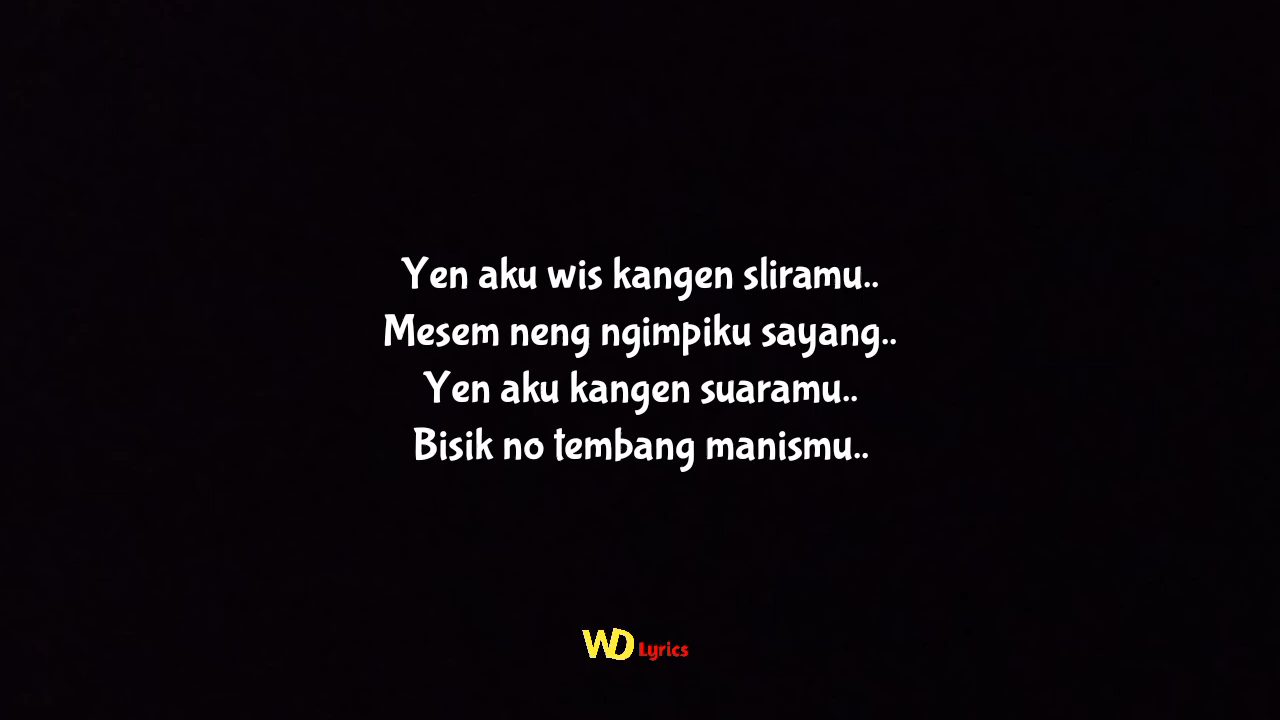 Yen aku wis kangen sliramu..
Mesem neng ngimpiku sayang..
Yen aku kangen suaramu..
Bisik no tembang manismu..
WD Lyrics